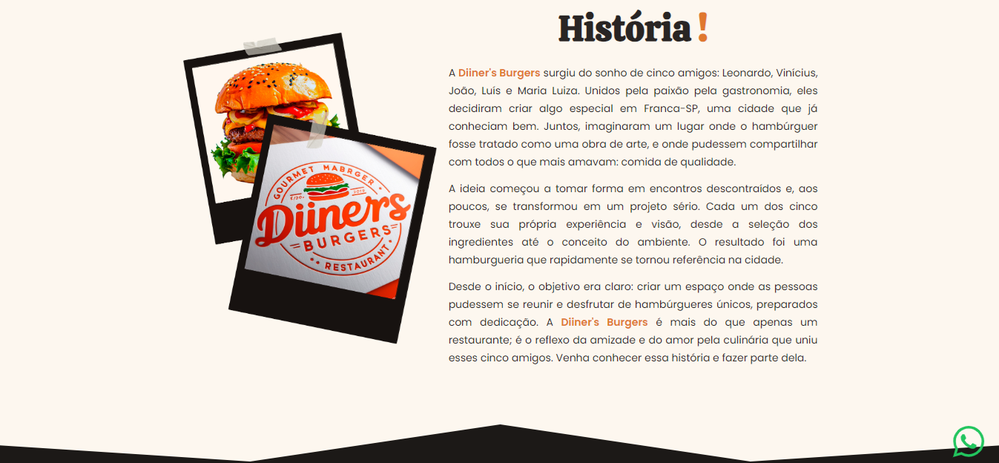 História !
A Diiner's Burgers surgiu do sonho de cinco amigos: Leonardo, Vinícius,
João, Luís e Maria Luiza. Unidos pela paixão pela gastronomia, eles
decidiram criar algo especial em Franca-SP, uma cidade que já
conheciam bem. Juntos, imaginaram um lugar onde o hambúrguer
fosse tratado como uma obra de arte, e onde pudessem compartilhar
com todos o que mais amavam: comida de qualidade.
A ideia começou a tomar forma em encontros descontraídos e, aos
poucos, se transformou em um projeto sério. Cada um dos cinco
trouxe sua própria experiência e visão, desde a seleção dos
ingredientes até o conceito do ambiente. O resultado foi uma
hamburgueria que rapidamente se tornou referência na cidade.
Desde o início, o objetivo era claro: criar um espaço onde as pessoas
pudessem se reunir e desfrutar de hambúrgueres únicos, preparados
com dedicação. A Diiner's Burgers é mais do que apenas um
restaurante; é o reflexo da amizade e do amor pela culinária que uniu
esses cinco amigos. Venha conhecer essa história e fazer parte dela.
GOURMET MABRGER
2019
Diiners
BURGERS
RESTAURANT